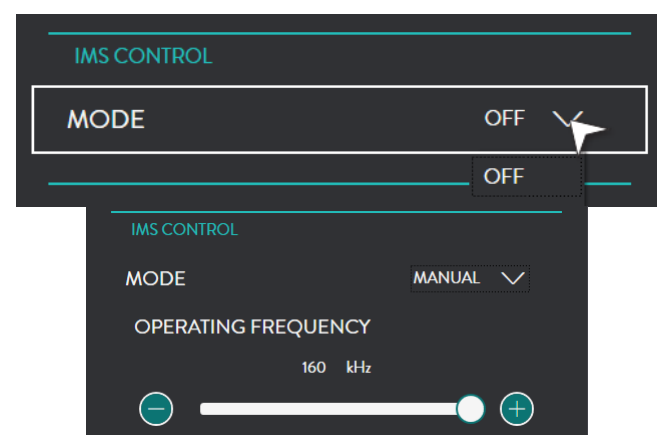 IMS CONTROL
MODE OFF
OFF
IMS CONTROL
MODE MANUAL
OPERATING FREQUENCY
160 kHz